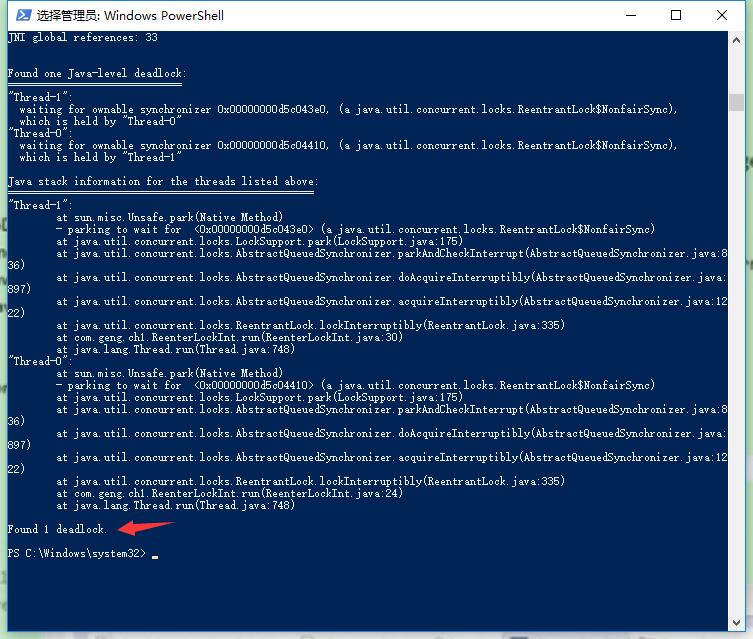 选择管理员: Windows PowerShell
JNI global references: 33
Found one Java-level deadlock:
=============================
"Thread-1":
  waiting for ownable synchronizer 0x00000000d5c043e0, (a java.util.concurrent.locks.ReentrantLock$NonfairSync),
  which is held by "Thread-0"
"Thread-0":
  waiting for ownable synchronizer 0x00000000d5c04410, (a java.util.concurrent.locks.ReentrantLock$NonfairSync),
  which is held by "Thread-1"
Java stack information for the threads listed above:
===================================================
"Thread-1":
        at sun.misc.Unsafe.park(Native Method)
        - parking to wait for  <0x00000000d5c043e0> (a java.util.concurrent.locks.ReentrantLock$NonfairSync)
        at java.util.concurrent.locks.LockSupport.park(LockSupport.java:175)
        at java.util.concurrent.locks.AbstractQueuedSynchronizer.parkAndCheckInterrupt(AbstractQueuedSynchronizer.java:8
36)
        at java.util.concurrent.locks.AbstractQueuedSynchronizer.doAcquireInterruptibly(AbstractQueuedSynchronizer.java:
897)
        at java.util.concurrent.locks.AbstractQueuedSynchronizer.acquireInterruptibly(AbstractQueuedSynchronizer.java:12
22)
        at java.util.concurrent.locks.ReentrantLock.lockInterruptibly(ReentrantLock.java:335)
        at com.geng.ch1.ReenterLockInt.run(ReenterLockInt.java:30)
        at java.lang.Thread.run(Thread.java:748)
"Thread-0":
        at sun.misc.Unsafe.park(Native Method)
        - parking to wait for  <0x00000000d5c04410> (a java.util.concurrent.locks.ReentrantLock$NonfairSync)
        at java.util.concurrent.locks.LockSupport.park(LockSupport.java:175)
        at java.util.concurrent.locks.AbstractQueuedSynchronizer.parkAndCheckInterrupt(AbstractQueuedSynchronizer.java:8
36)
        at java.util.concurrent.locks.AbstractQueuedSynchronizer.doAcquireInterruptibly(AbstractQueuedSynchronizer.java:
897)
        at java.util.concurrent.locks.AbstractQueuedSynchronizer.acquireInterruptibly(AbstractQueuedSynchronizer.java:12
22)
        at java.util.concurrent.locks.ReentrantLock.lockInterruptibly(ReentrantLock.java:335)
        at com.geng.ch1.ReenterLockInt.run(ReenterLockInt.java:24)
        at java.lang.Thread.run(Thread.java:748)
Found 1 deadlock.
PS C:\Windows\system32>